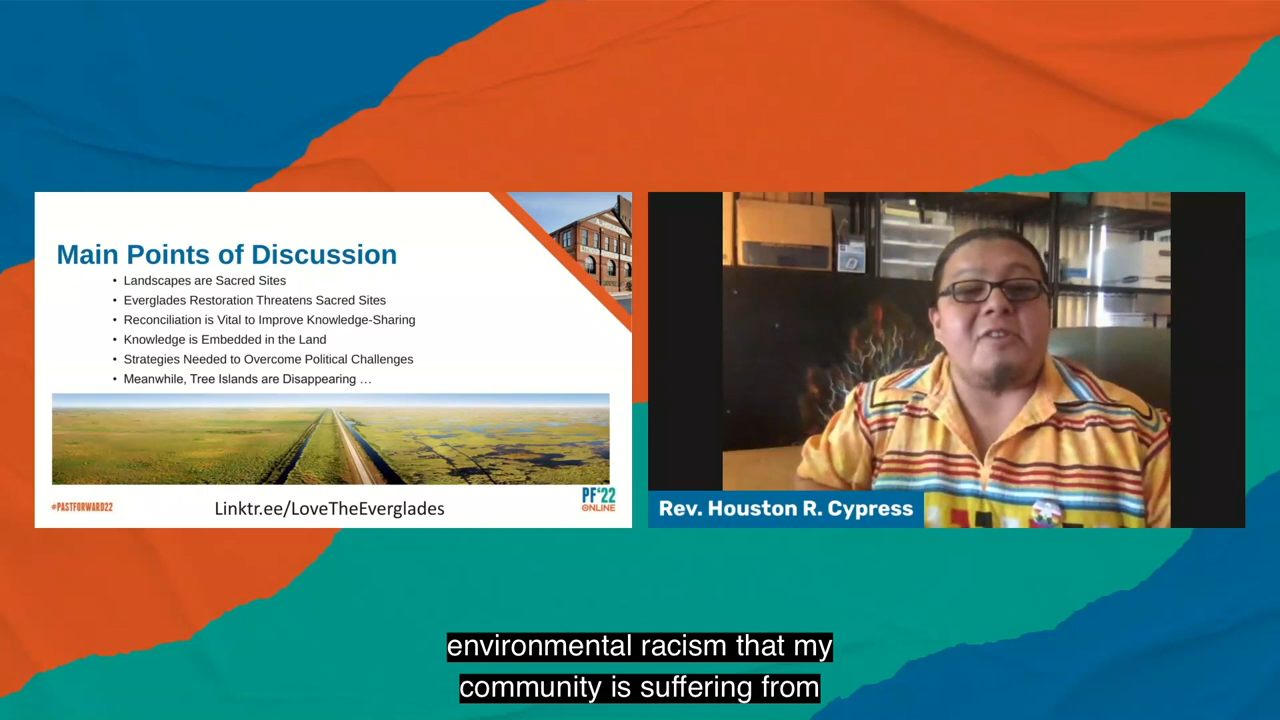 Main Points of Discussion
• Landscapes are Sacred Sites
• Everglades Restoration Threatens Sacred Sites
• Reconciliation is Vital to Improve Knowledge-Sharing
• Knowledge is Embedded in the Land
• Strategies Needed to Overcome Political Challenges
• Meanwhile, Tree Islands are Disappearing …
@PASTFORWARD22
Linktr.ee/LoveTheEverglades
PF'22
ONLINE
Rev. Houston R. Cypress
environmental racism that my
community is suffering from